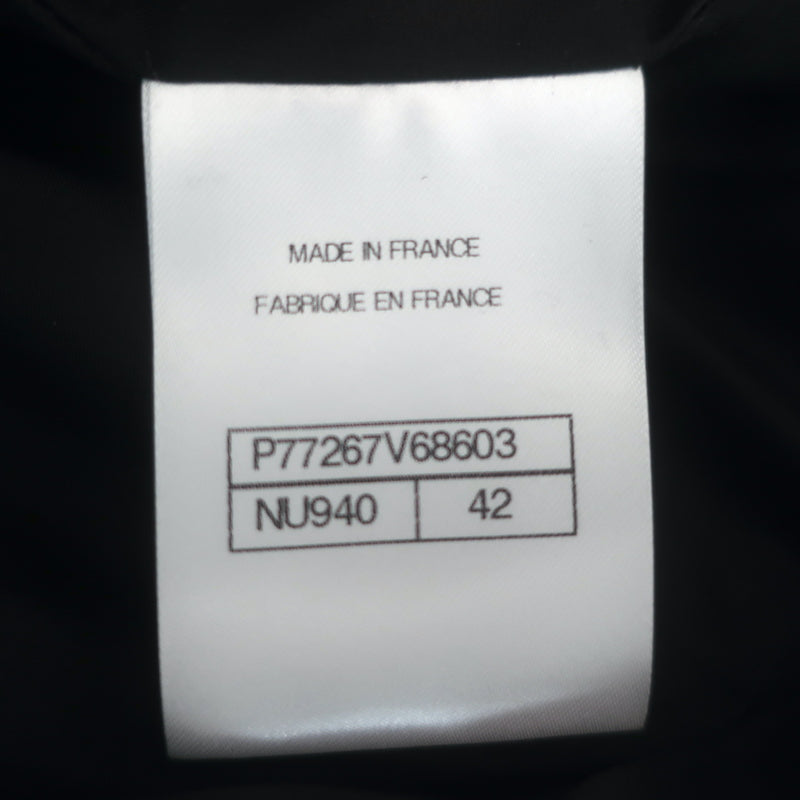 MADE IN FRANCE
FABRIQUE EN FRANCE
P77267V68603
NU940 42